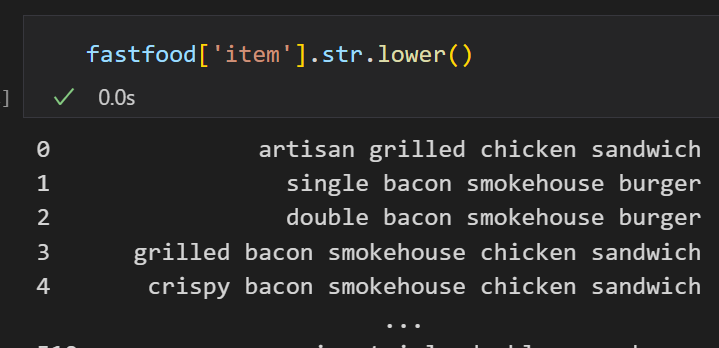 fastfood['item'].str.lower()
]
0.0s
0 artisan grilled chicken sandwich
1 single bacon smokehouse burger
2 double bacon smokehouse burger
3 grilled bacon smokehouse chicken sandwich
4 crispy bacon smokehouse chicken sandwich
...